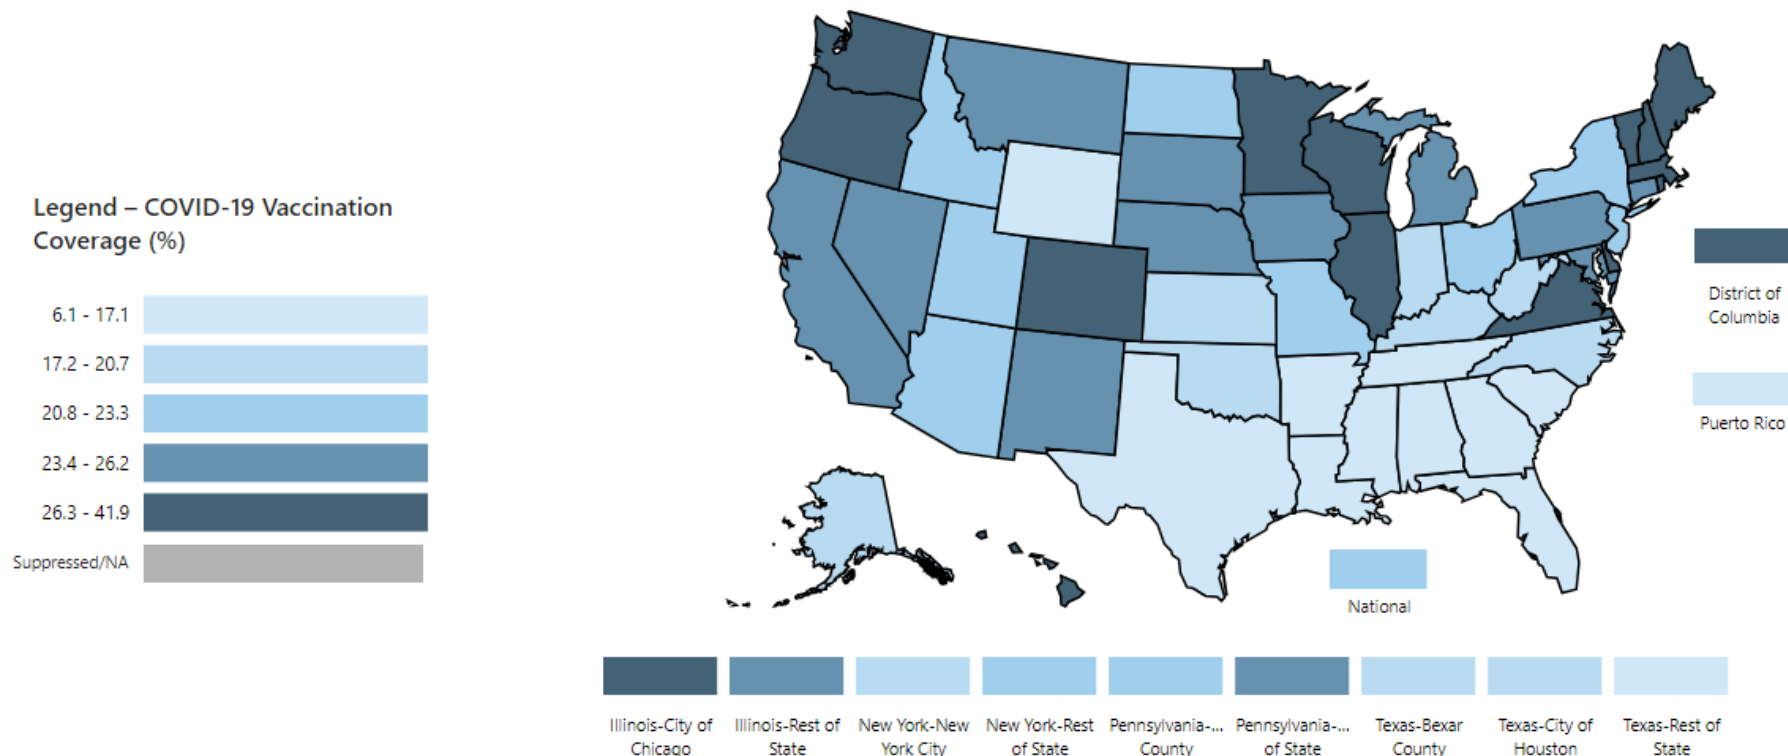 Legend – COVID-19 Vaccination
Coverage (%)
6.1 - 17.1
17.2 - 20.7
20.8 - 23.3
23.4 - 26.2
26.3 - 41.9
Suppressed/NA
District of
Columbia
Puerto Rico
National
Illinois-City of
Chicago
Illinois-Rest of
State
New York-New
York City
New York-Rest
of State
Pennsylvania-...
County
Pennsylvania-...
of State
Texas-Bexar
County
Texas-City of
Houston
Texas-Rest of
State